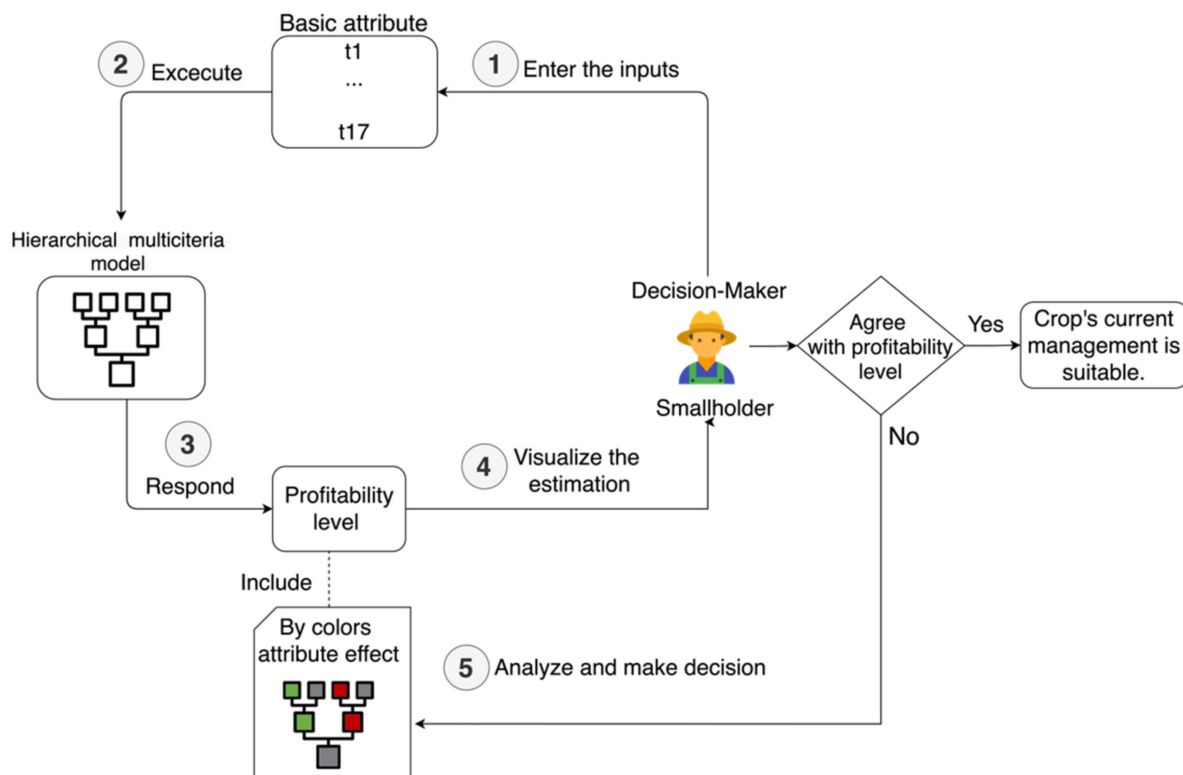 Basic attribute
t1
...
t17
1
Enter the inputs
2
Excecute
Hierarchical multicriteria
model
3
Respond
Profitability
level
4
Visualize the
estimation
Decision-Maker
Smallholder
Agree
with profitability
level
Yes
Crop's current
management is
suitable.
No
Include
By colors
attribute effect
5
Analyze and make decision